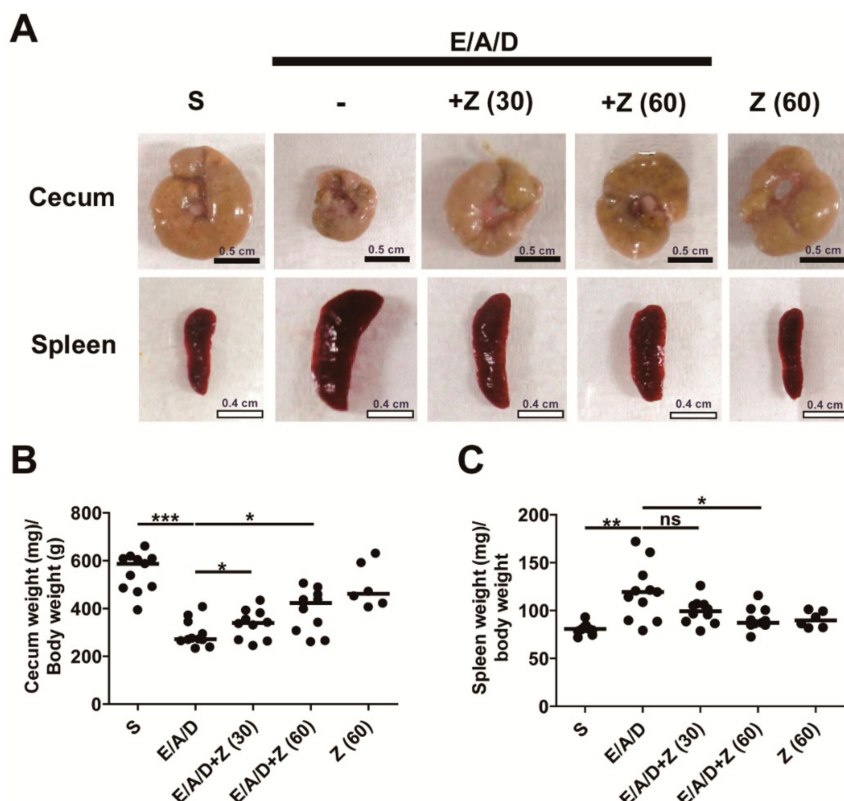 A
E/A/D
S - +Z (30) +Z (60) Z (60)
Cecum
0.5 cm 0.5 cm 0.5 cm 0.5 cm 0.5 cm
Spleen
0.4 cm 0.4 cm 0.4 cm 0.4 cm 0.4 cm
B
Cecum weight (mg)/
Body weight (g)
800
600
400
200
0
*** *
*
S E/A/D E/A/D+Z (30) E/A/D+Z (60) Z (60)
C
Spleen weight (mg)/
body weight
200
150
100
50
0
*
** ns
S E/A/D E/A/D+Z (30) E/A/D+Z (60) Z (60)